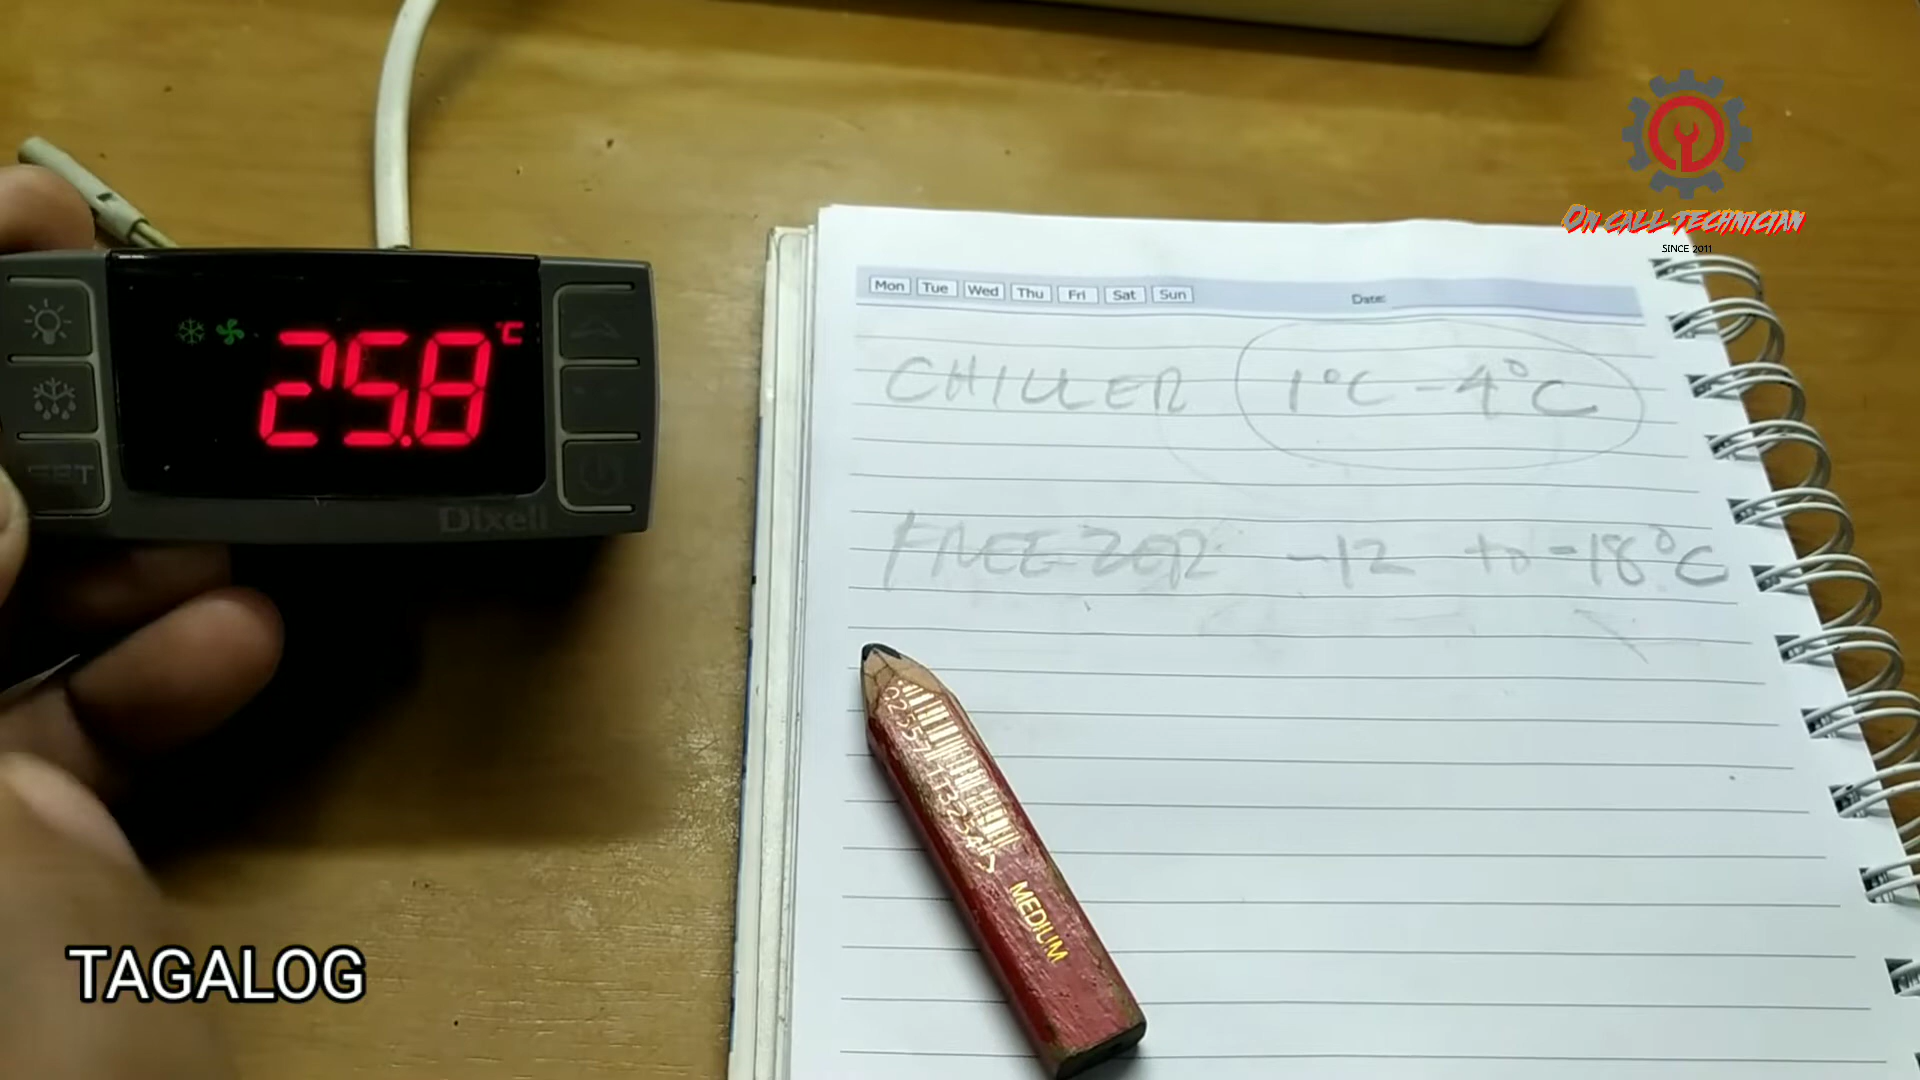 ON CALL TECHNICIAN
SINCE 2011
25.8 °C
SET
Dixell
Mon Tue Wed Thu Fri Sat Sun Date:
CHILLER 1°C - 4°C
FREEZER -12 to -18°C
MEDIUM
TAGALOG